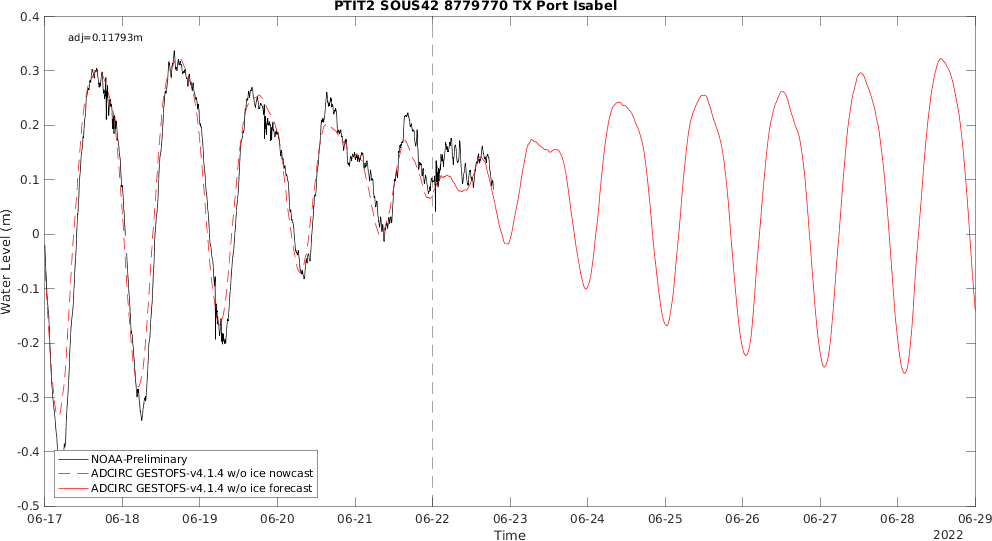 PTIT2 SOUS42 8779770 TX Port Isabel
adj=0.11793m
0.4
0.3
0.2
0.1
0
-0.1
-0.2
-0.3
-0.4
-0.5
Water Level (m)
NOAA-Preliminary
ADCIRC GESTOFS-v4.1.4 w/o ice nowcast
ADCIRC GESTOFS-v4.1.4 w/o ice forecast
06-17 06-18 06-19 06-20 06-21 06-22 06-23 06-24 06-25 06-26 06-27 06-28 06-29
Time
2022